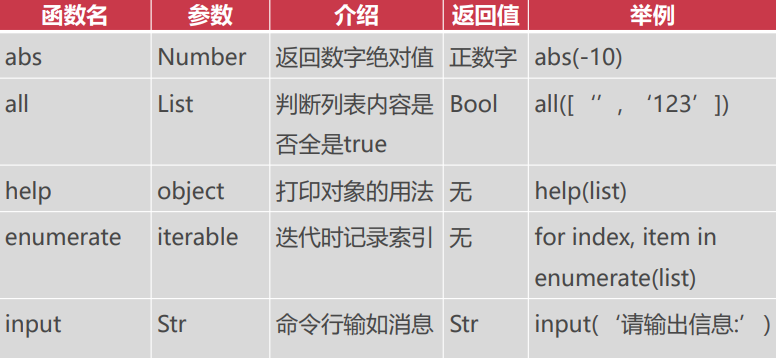 函数名 参数 介绍 返回值 举例
abs Number 返回数字绝对值 正数字 abs(-10)
all List 判断列表内容是 Bool all([‘’,‘123’])
否全是true
help object 打印对象的用法 无 help(list)
enumerate iterable 迭代时记录索引 无 for index, item in
enumerate(list)
input Str 命令行输如消息 Str input(‘请输出信息:’)